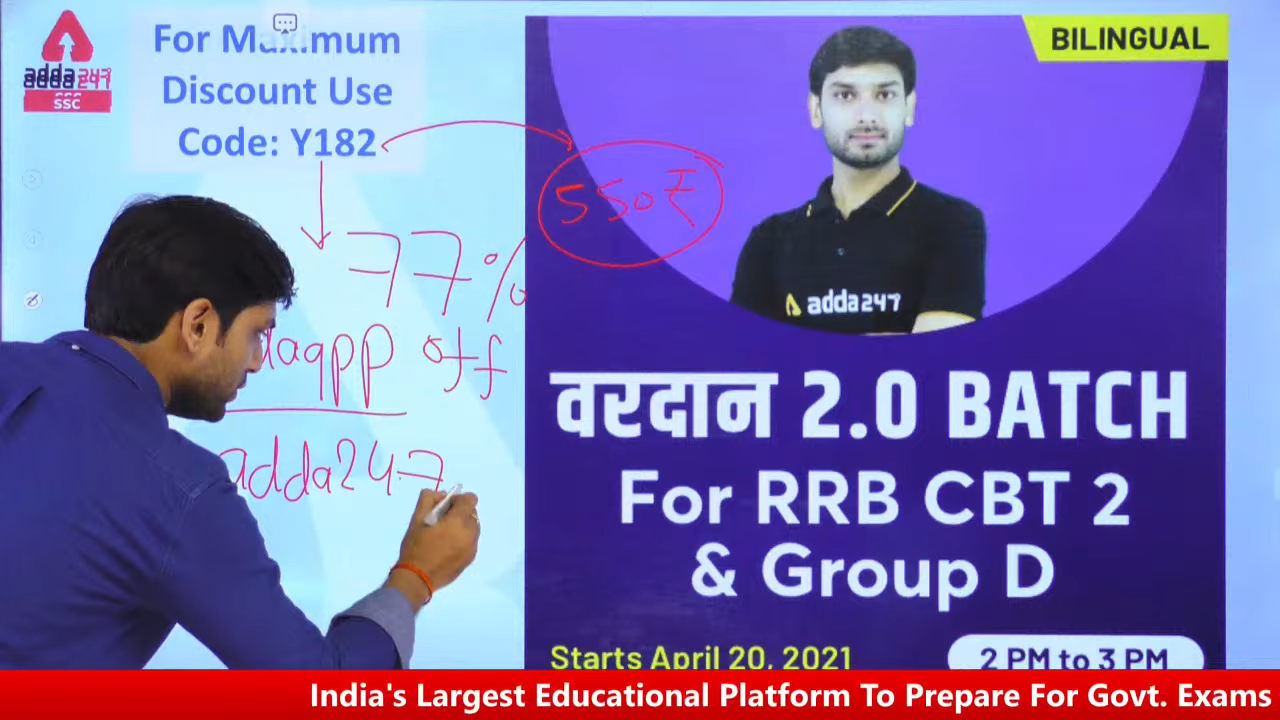 adda247
SSC
For Maximum
Discount Use
Code: Y182
77%
off
adda247
550₹
BILINGUAL
adda247
वरदान 2.0 BATCH
For RRB CBT 2
& Group D
Starts April 20, 2021
2 PM to 3 PM
India's Largest Educational Platform To Prepare For Govt. Exams